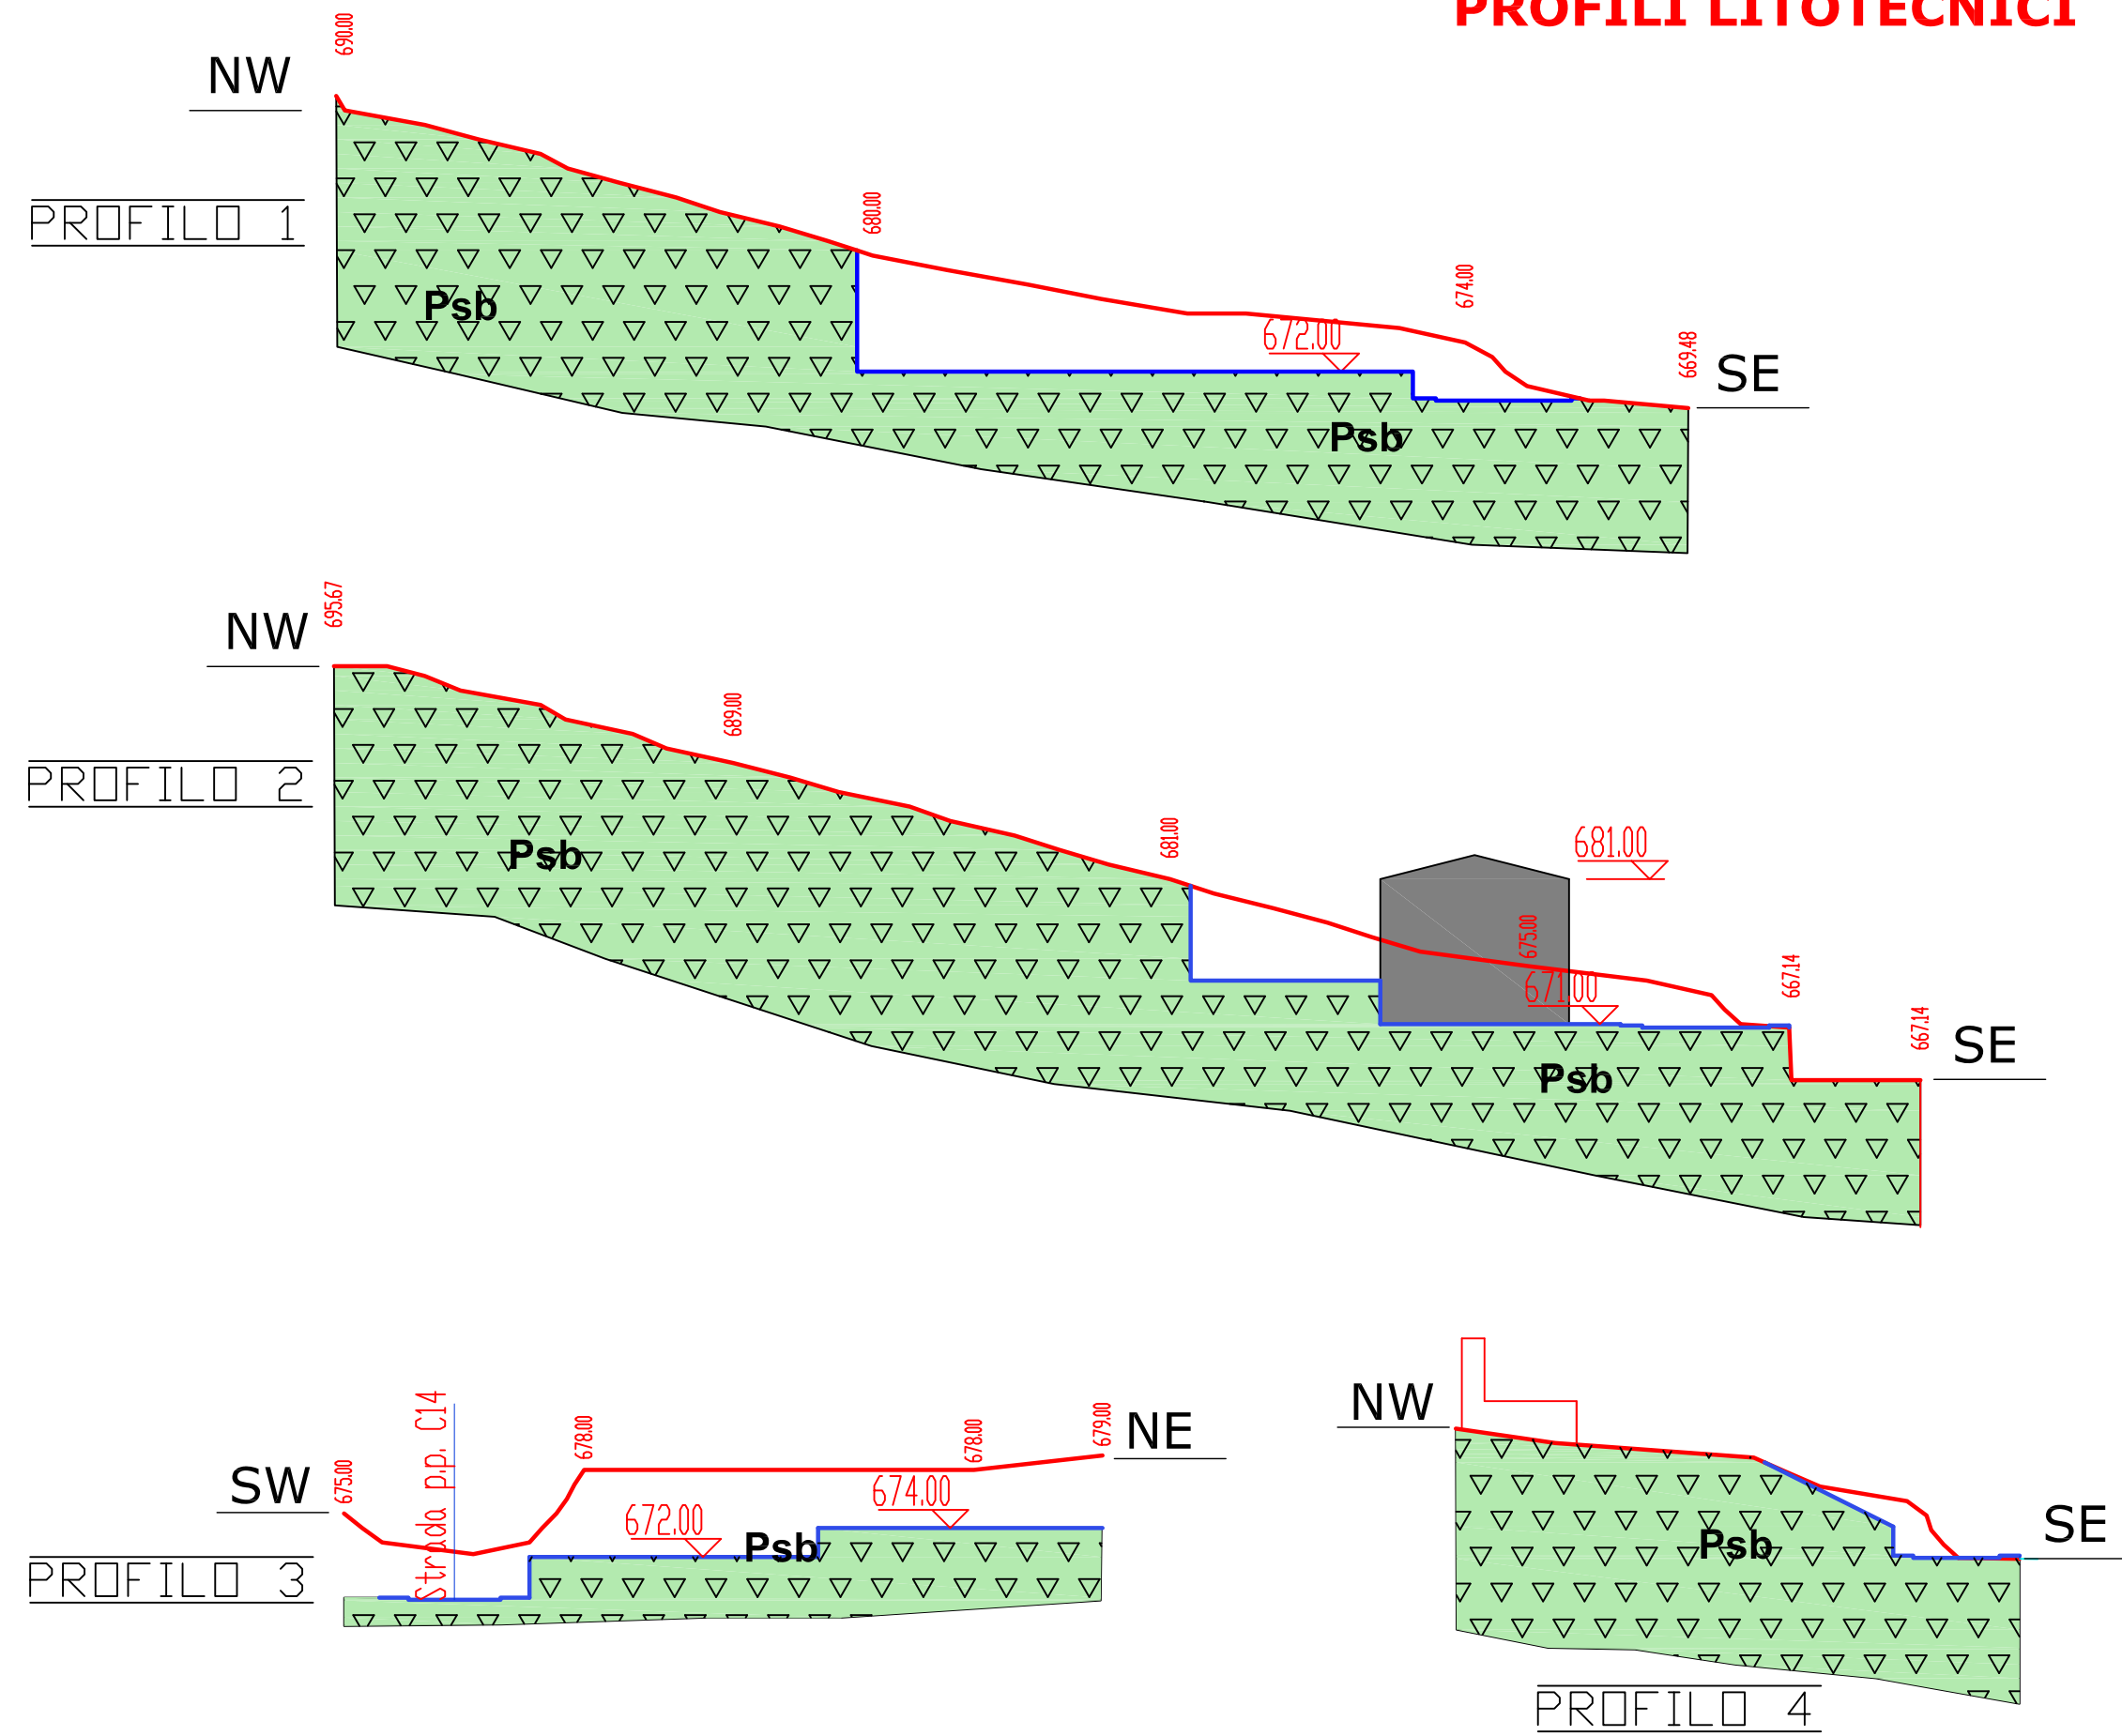 PROFILI LITOTECNICI
690.00
NW
PROFILO 1
680.00
674.00
672.00
669.48
SE
Psb
Psb
695.67
NW
689.00
PROFILO 2
681.00
681.00
Psb
675.00
671.00
667.14
667.14
SE
Psb
Strada p.p. C14
678.00
678.00
679.00
NE
SW
675.00
674.00
672.00
Psb
PROFILO 3
NW
SE
Psb
PROFILO 4